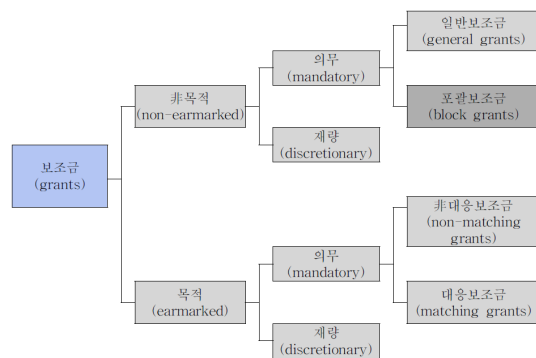 일반보조금
(general grants)
의무
(mandatory)
非목적
(non-earmarked)
포괄보조금
(block grants)
재량
(discretionary)
보조금
(grants)
非대응보조금
(non-matching
grants)
의무
(mandatory)
목적
(earmarked)
대응보조금
(matching grants)
재량
(discretionary)